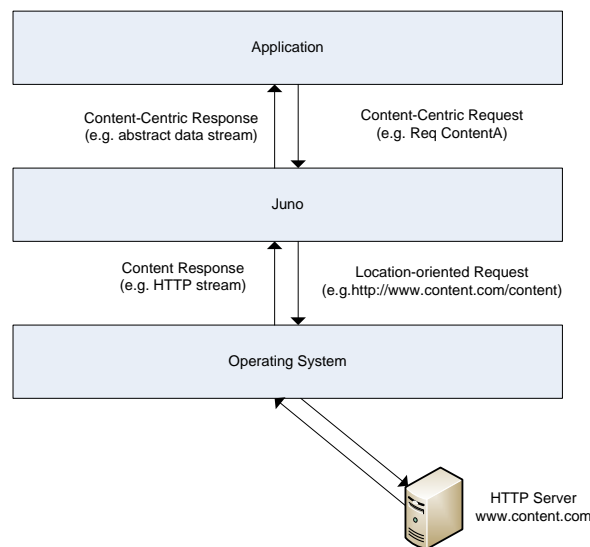 Application
Content-Centric Response
(e.g. abstract data stream)
Content-Centric Request
(e.g. Req ContentA)
Juno
Content Response
(e.g. HTTP stream)
Location-oriented Request
(e.g.http://www.content.com/content)
Operating System
HTTP Server
www.content.com